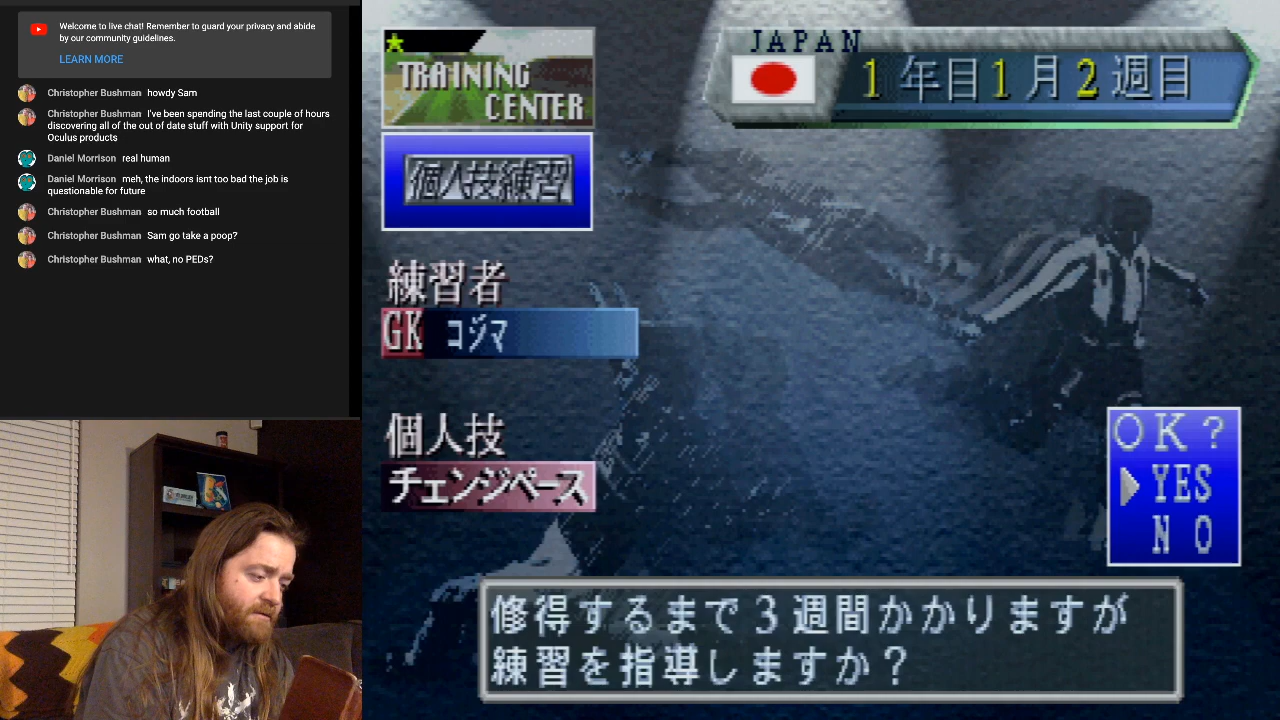 Welcome to live chat! Remember to guard your privacy and abide
by our community guidelines.
LEARN MORE
Christopher Bushman howdy Sam
Christopher Bushman I've been spending the last couple of hours
discovering all of the out of date stuff with Unity support for
Oculus products
Daniel Morrison real human
Daniel Morrison meh, the indoors isnt too bad the job is
questionable for future
Christopher Bushman so much football
Christopher Bushman Sam go take a poop?
Christopher Bushman what, no PEDs?
TRAINING
CENTER
JAPAN
1年目1月2週目
個人技練習
練習者
GK コジマ
個人技
チェンジペース
OK?
YES
NO
修得するまで3週間かかりますが
練習を指導しますか?